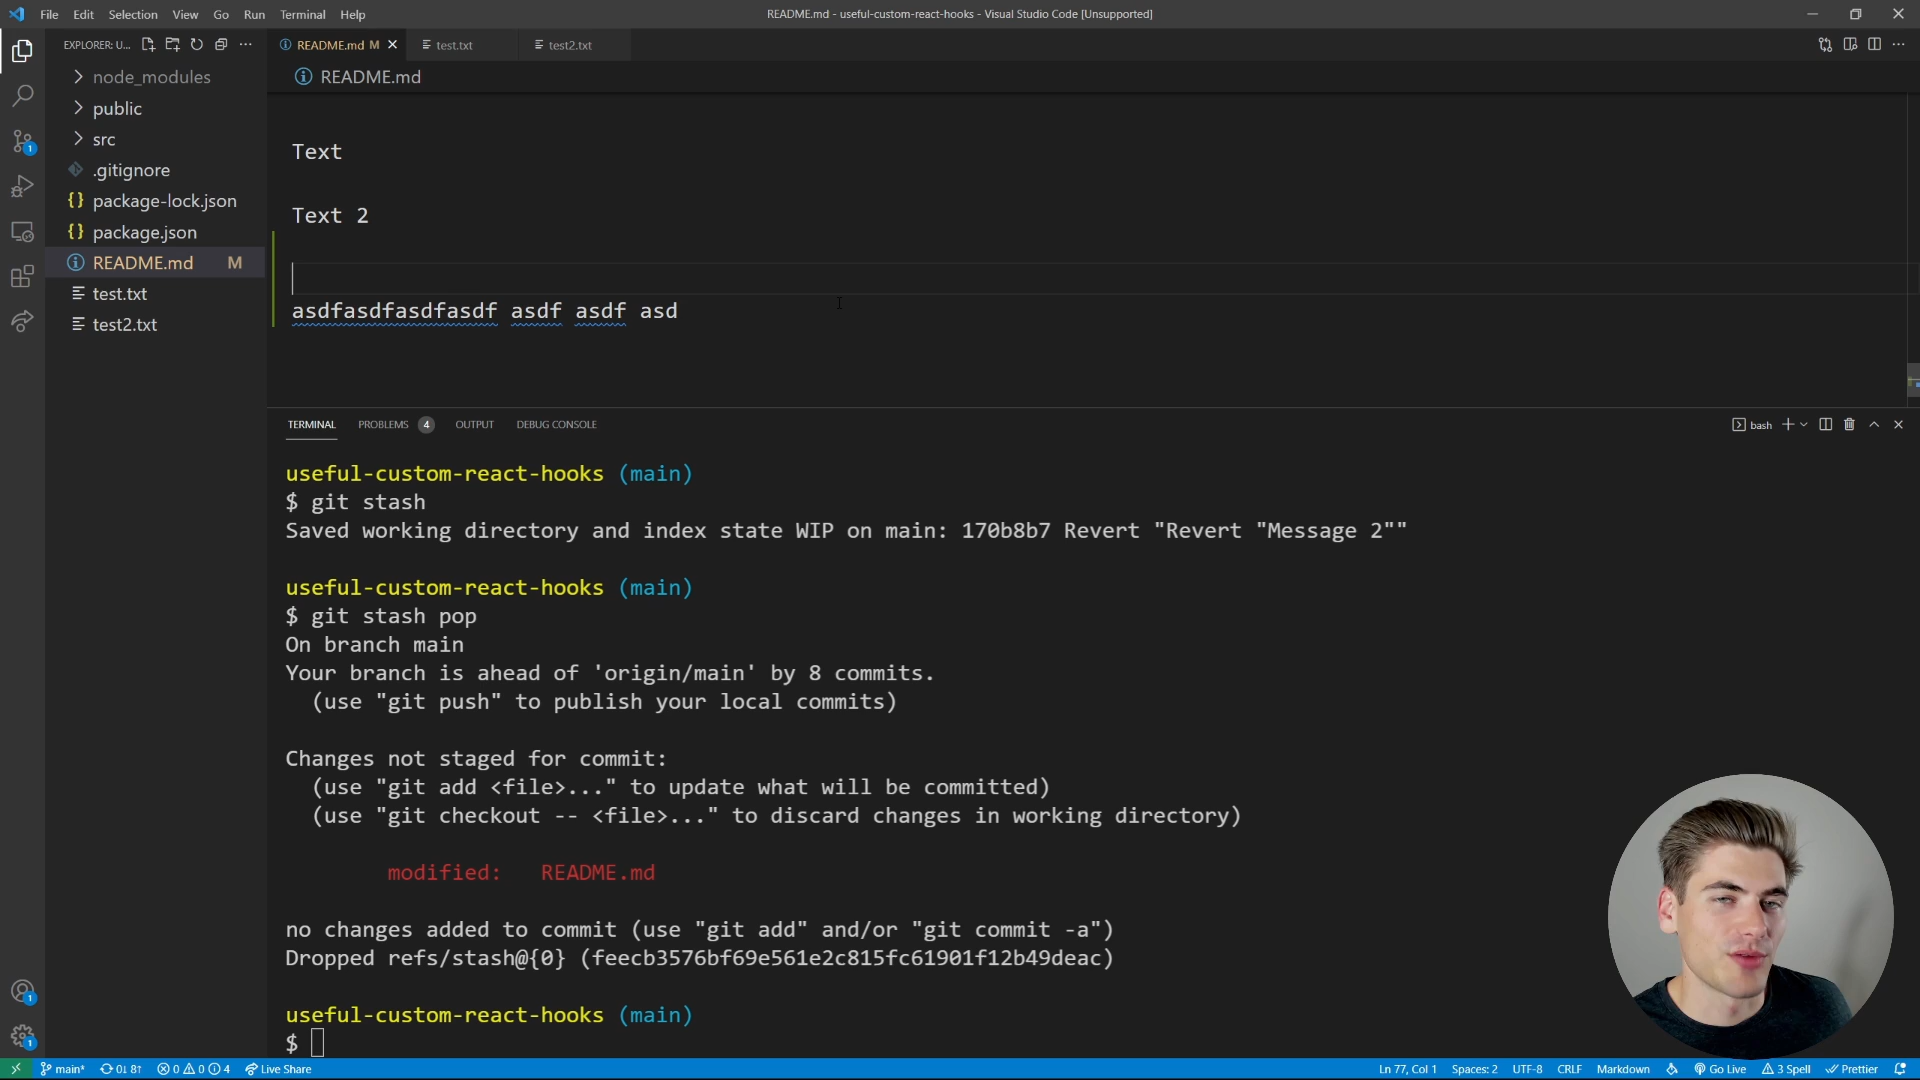 File Edit Selection View Go Run Terminal Help
README.md - useful-custom-react-hooks - Visual Studio Code [Unsupported]
EXPLORER: U...
README.md M
test.txt
test2.txt
README.md
node_modules
public
src
.gitignore
package-lock.json
package.json
README.md M
test.txt
test2.txt
1
Text
Text 2
asdfasdfasdfasdf asdf asdf asd
TERMINAL PROBLEMS 4 OUTPUT DEBUG CONSOLE
bash
useful-custom-react-hooks (main)
$ git stash
Saved working directory and index state WIP on main: 170b8b7 Revert "Revert "Message 2""
useful-custom-react-hooks (main)
$ git stash pop
On branch main
Your branch is ahead of 'origin/main' by 8 commits.
(use "git push" to publish your local commits)
Changes not staged for commit:
(use "git add <file>..." to update what will be committed)
(use "git checkout -- <file>..." to discard changes in working directory)
modified: README.md
no changes added to commit (use "git add" and/or "git commit -a")
Dropped refs/stash@{0} (feecb3576bf69e561e2c815fc61901f12b49deac)
useful-custom-react-hooks (main)
$
1
1
main* 0↓ 8↑ 0 0 4 Live Share
Ln 77, Col 1 Spaces: 2 UTF-8 CRLF Markdown Go Live 3 Spell Prettier